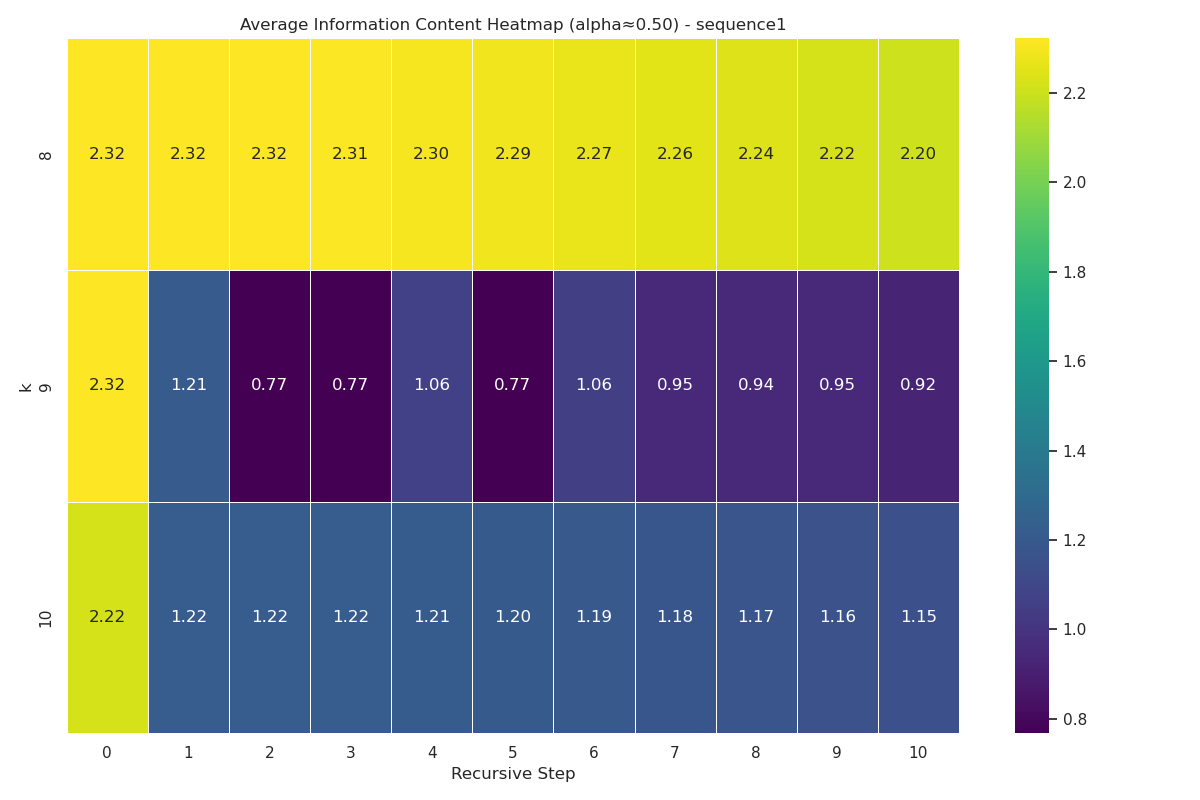 Average Information Content Heatmap (alpha≈0.50) - sequence1
8
2.32 2.32 2.32 2.31 2.30 2.29 2.27 2.26 2.24 2.22 2.20
k
9
2.32 1.21 0.77 0.77 1.06 0.77 1.06 0.95 0.94 0.95 0.92
10
2.22 1.22 1.22 1.22 1.21 1.20 1.19 1.18 1.17 1.16 1.15
0 1 2 3 4 5 6 7 8 9 10
Recursive Step
2.2
2.0
1.8
1.6
1.4
1.2
1.0
0.8